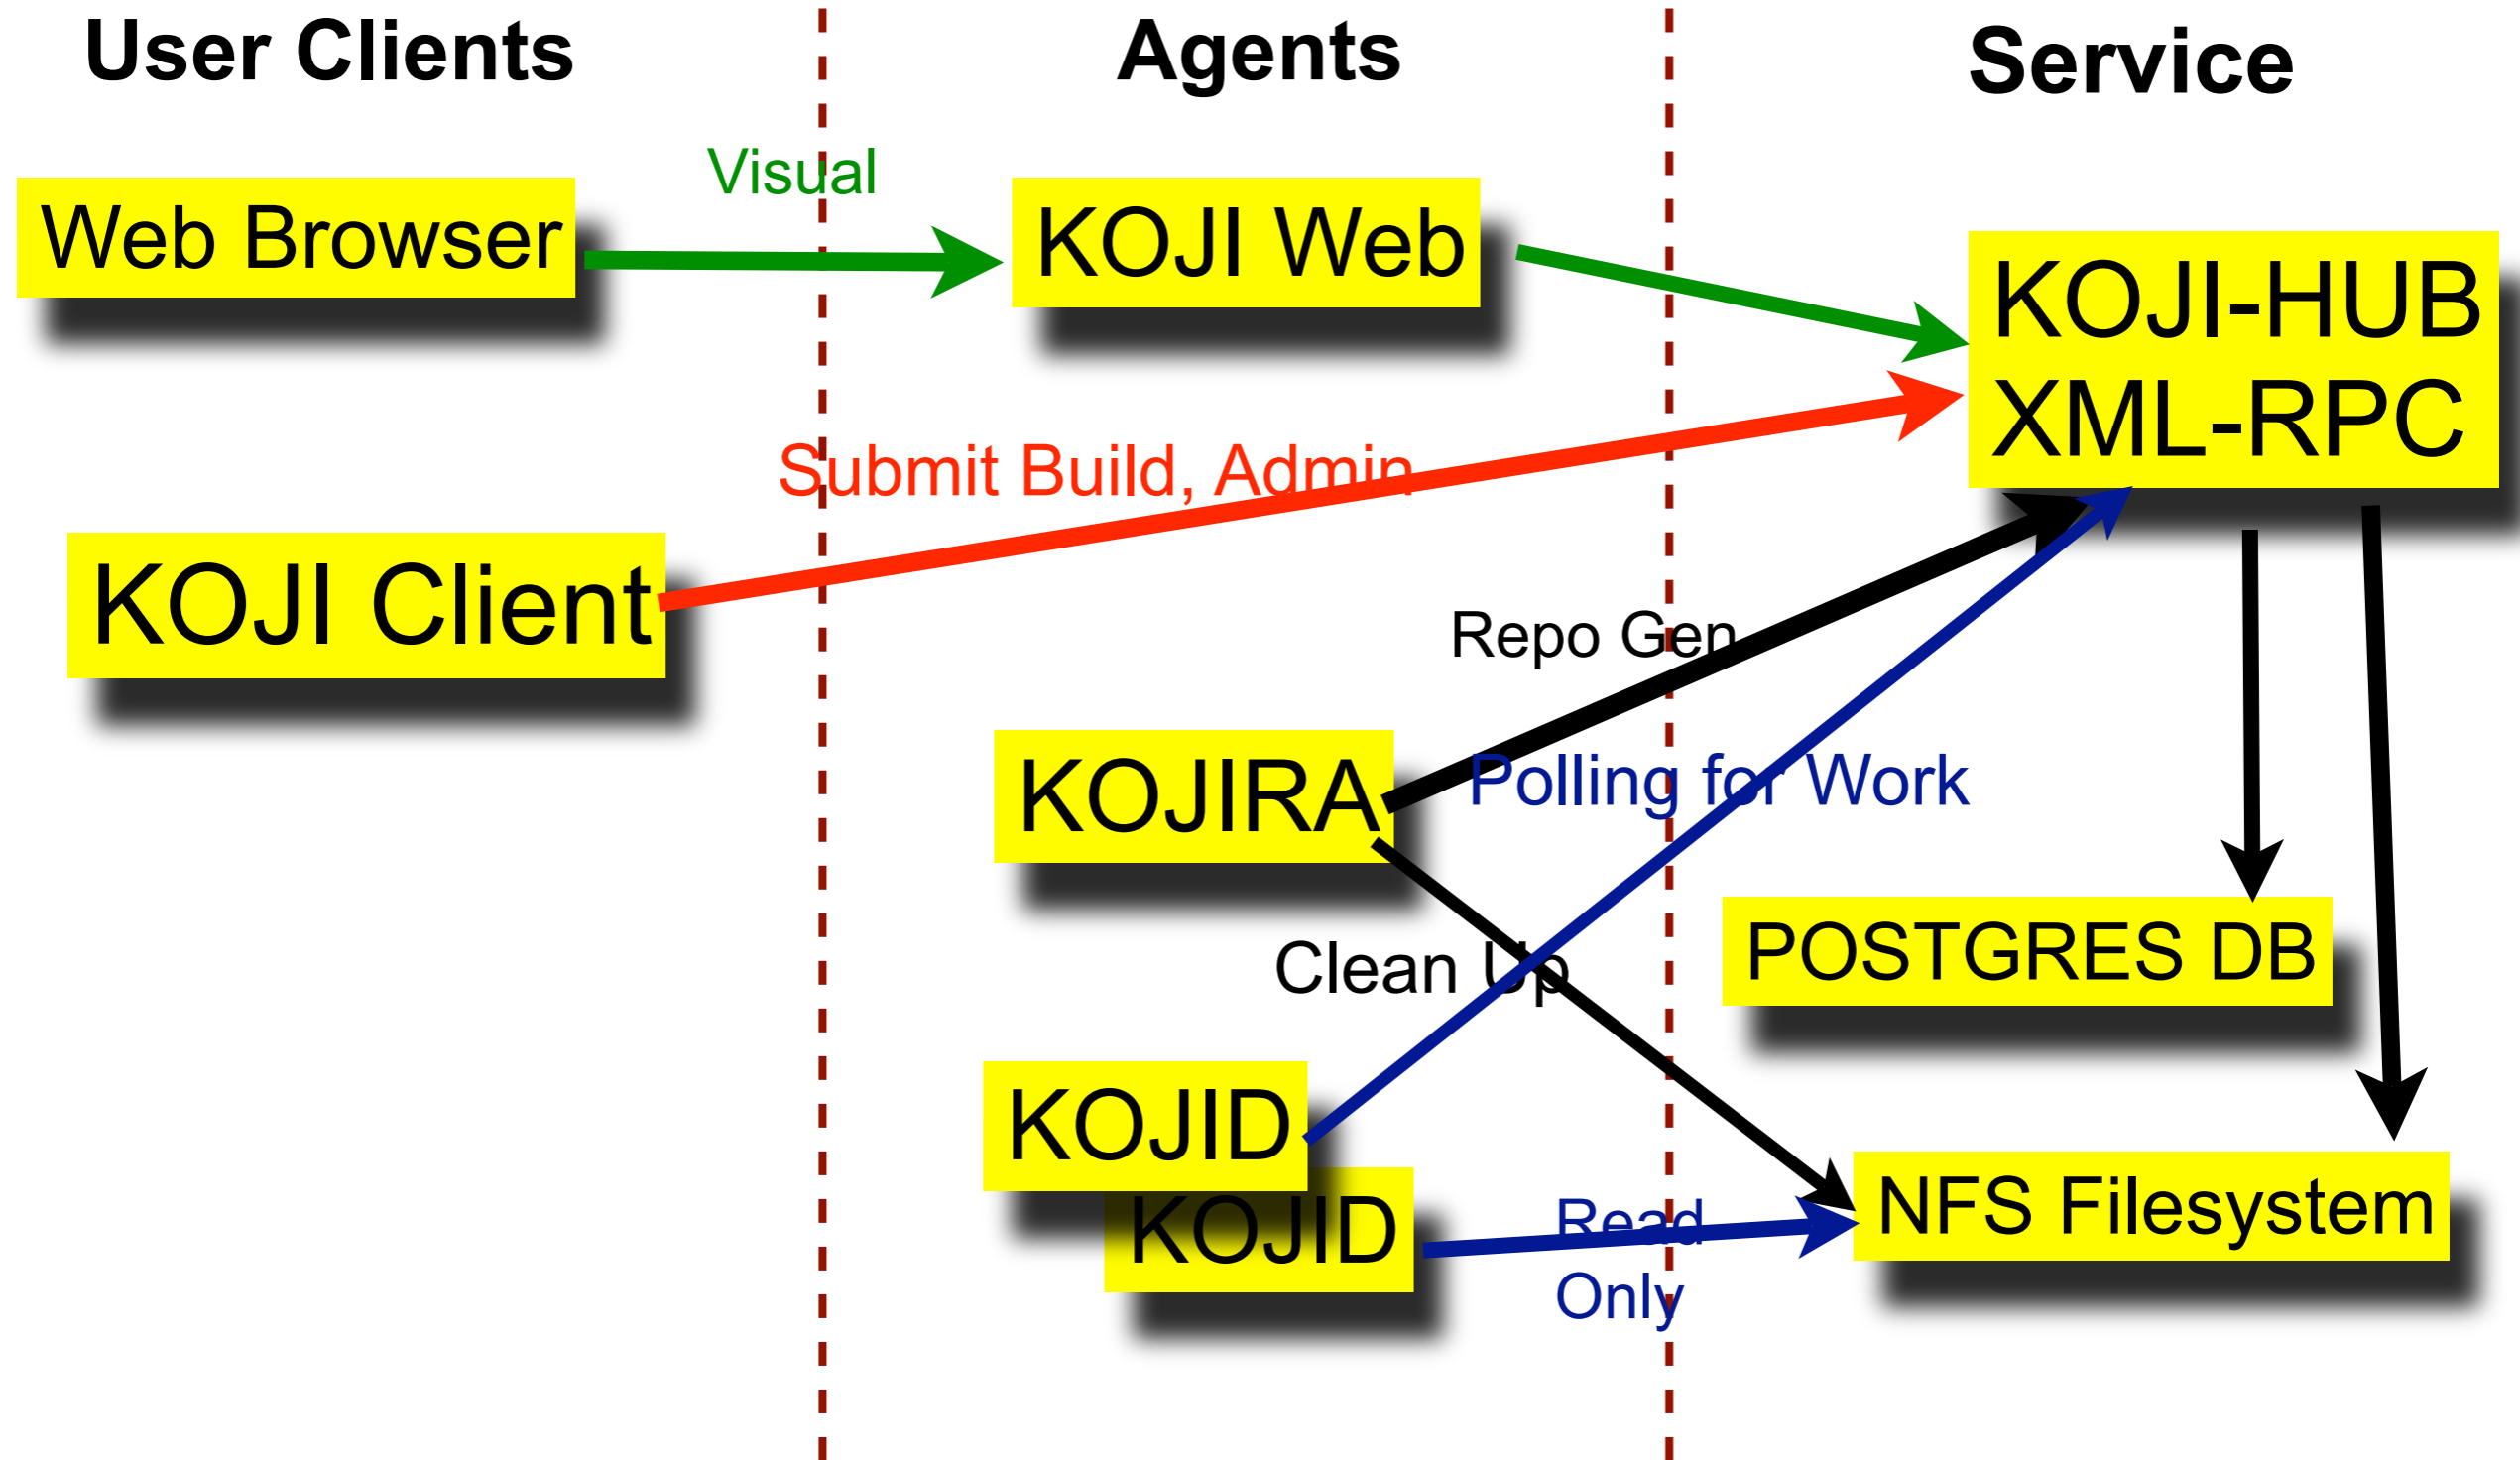 User Clients
Agents
Service
Visual
Web Browser
KOJI Web
KOJI-HUB
XML-RPC
Submit Build, Admin
KOJI Client
Repo Gen
KOJIRA
Polling for Work
POSTGRES DB
Clean Up
KOJID
KOJID
Read
Only
NFS Filesystem